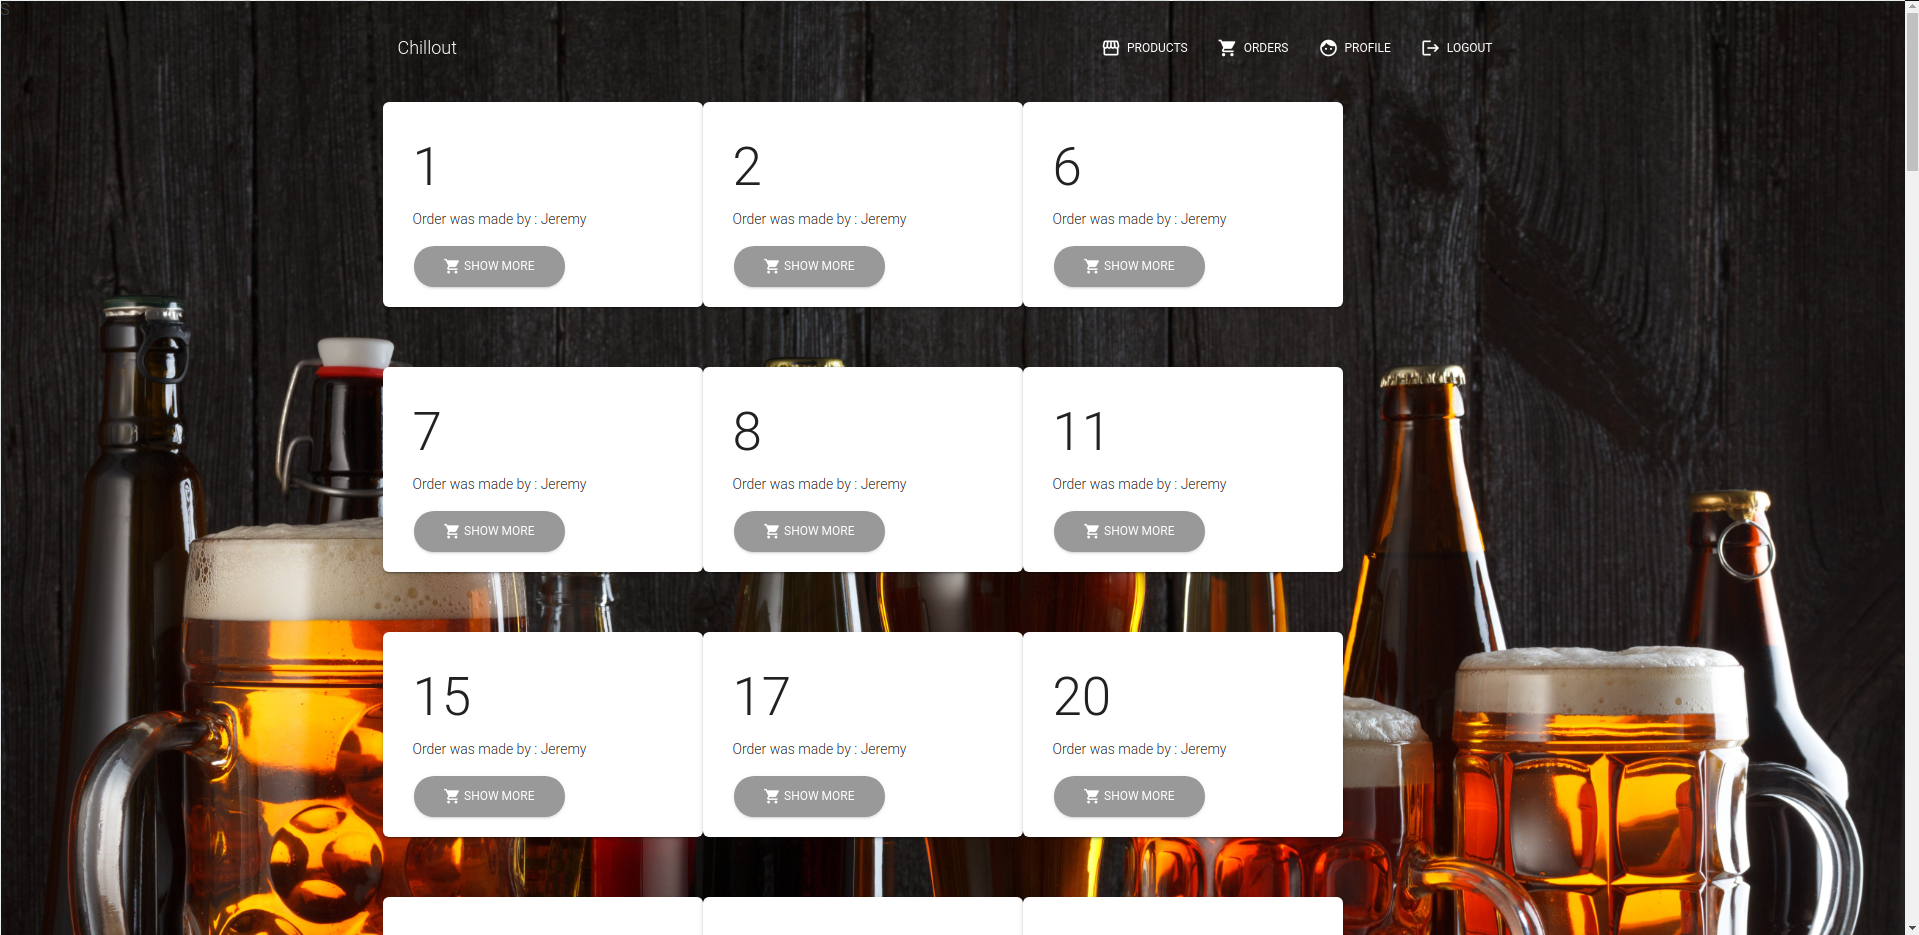 S
Chillout PRODUCTS ORDERS PROFILE LOGOUT
1 2 6
Order was made by : Jeremy Order was made by : Jeremy Order was made by : Jeremy
SHOW MORE SHOW MORE SHOW MORE
7 8 11
Order was made by : Jeremy Order was made by : Jeremy Order was made by : Jeremy
SHOW MORE SHOW MORE SHOW MORE
15 17 20
Order was made by : Jeremy Order was made by : Jeremy Order was made by : Jeremy
SHOW MORE SHOW MORE SHOW MORE